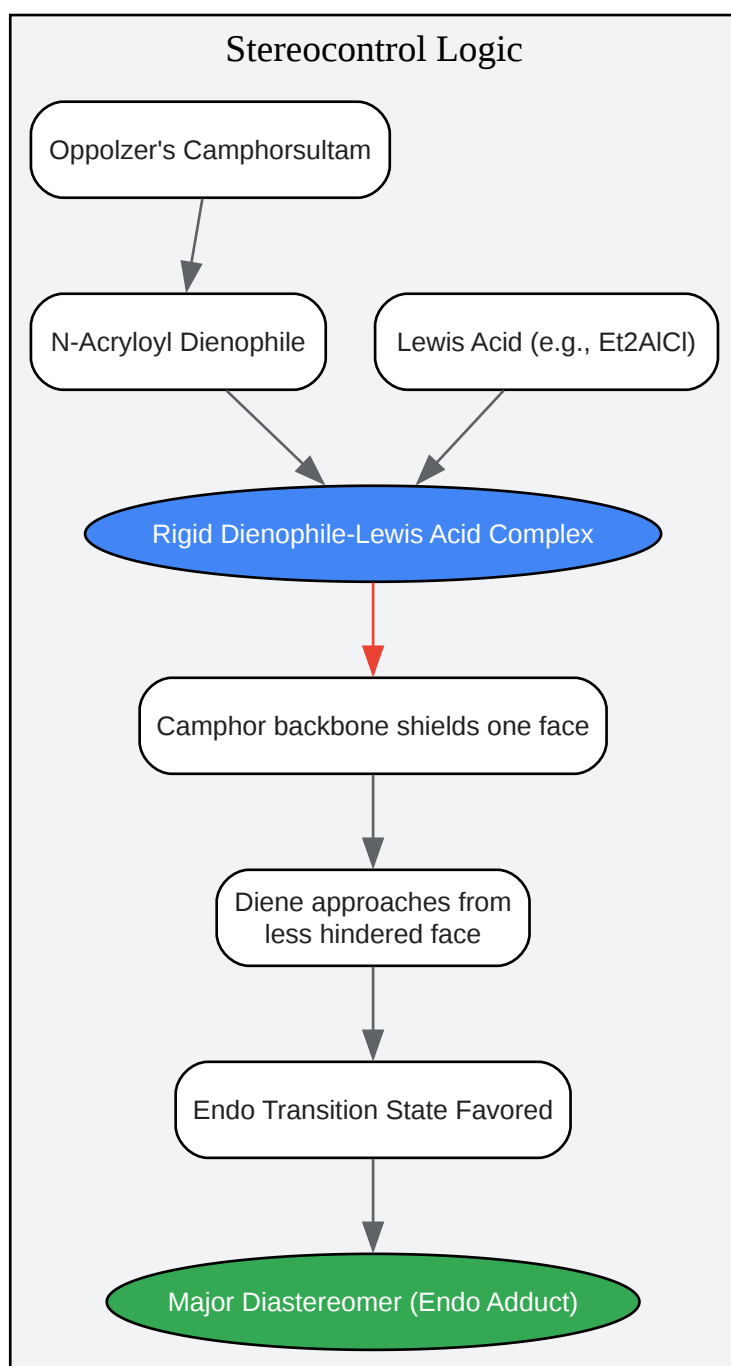 Stereocontrol Logic
Oppolzer's Camphorsultam
N-Acryloyl Dienophile
Lewis Acid (e.g., Et2AlCl)
Rigid Dienophile-Lewis Acid Complex
Camphor backbone shields one face
Diene approaches from
less hindered face
Endo Transition State Favored
Major Diastereomer (Endo Adduct)